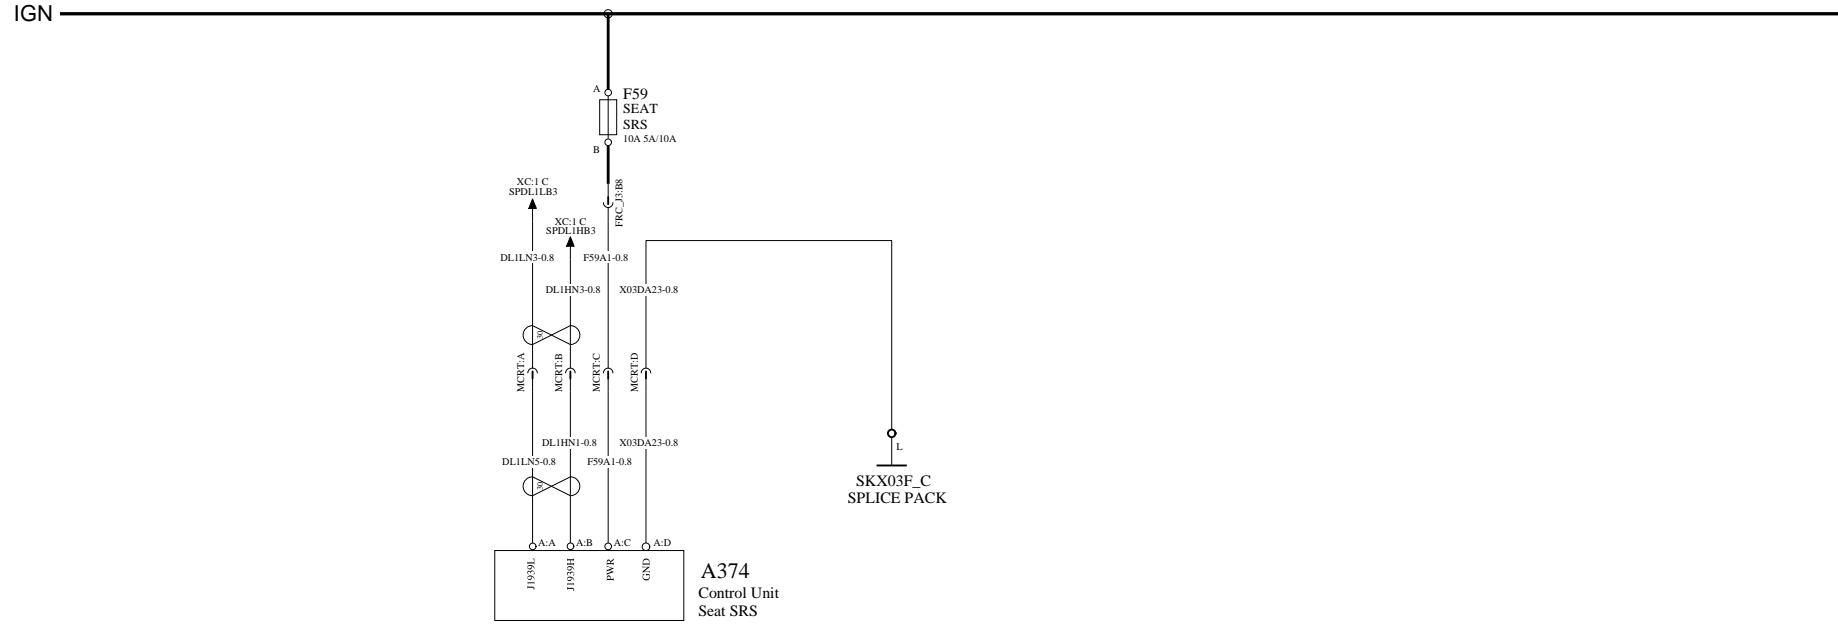 IGN
A
F59
SEAT
SRS
10A 5A/10A
B
XC:1 C
SPDL1LB3
FRC_J3:B8
XC:1 C
SPDL1HB3
DL1LN3-0.8
F59A1-0.8
DL1HN3-0.8
X03DA23-0.8
30
MCRT:A
MCRT:B
MCRT:C
MCRT:D
DL1HN1-0.8
X03DA23-0.8
L
DL1LN5-0.8
F59A1-0.8
30
SKX03F_C
SPLICE PACK
A:A
A:B
A:C
A:D
J1939L
J1939H
PWR
GND
A374
Control Unit
Seat SRS